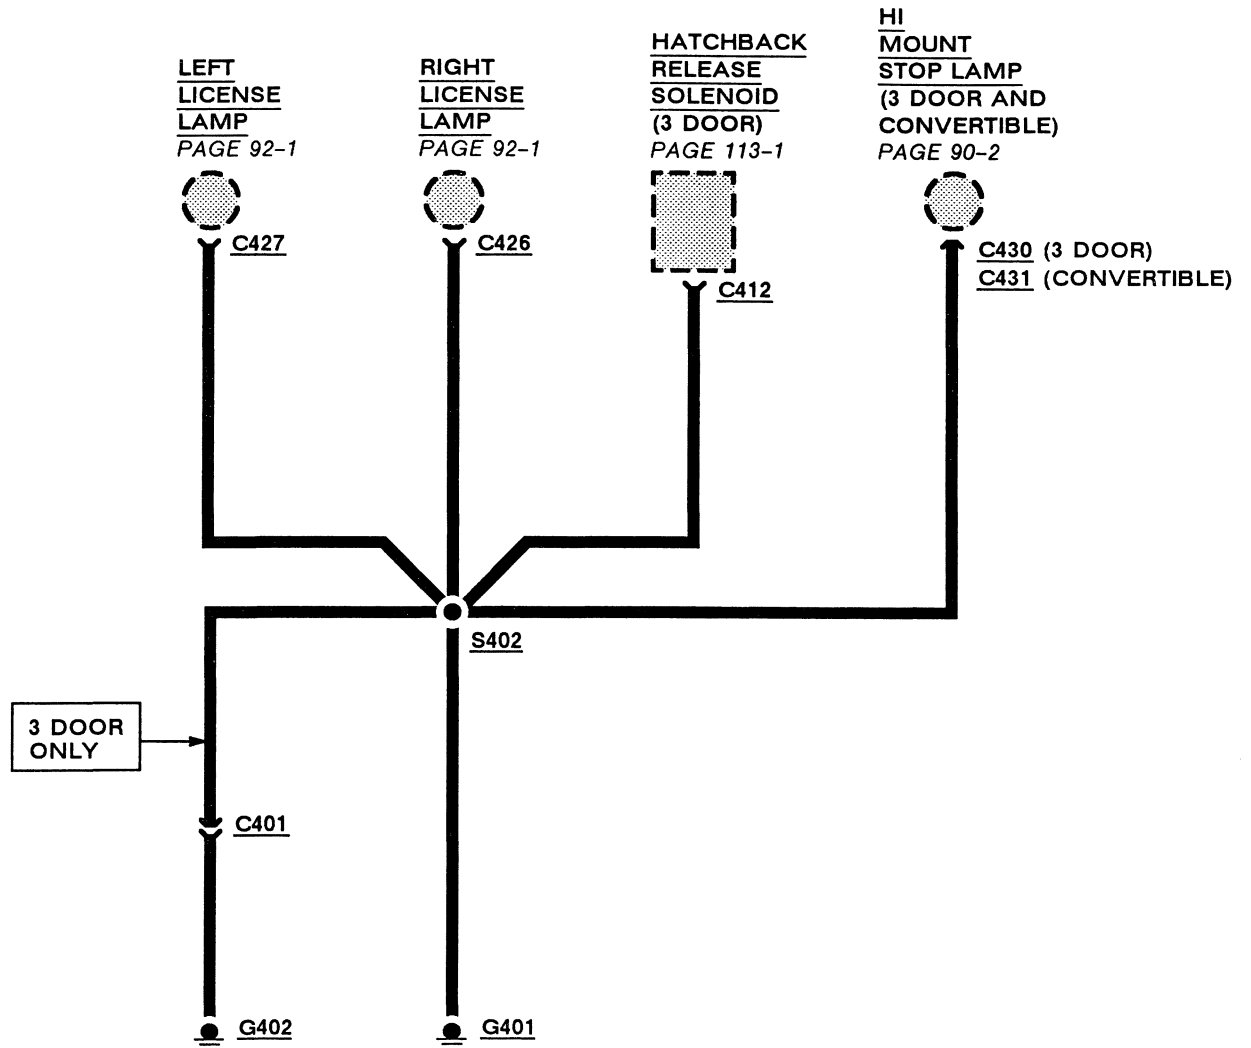 LEFT
LICENSE
LAMP
PAGE 92-1
RIGHT
LICENSE
LAMP
PAGE 92-1
HATCHBACK
RELEASE
SOLENOID
(3 DOOR)
PAGE 113-1
HI
MOUNT
STOP LAMP
(3 DOOR AND
CONVERTIBLE)
PAGE 90-2
C427
C426
C412
C430 (3 DOOR)
C431 (CONVERTIBLE)
S402
3 DOOR
ONLY
C401
G402
G401